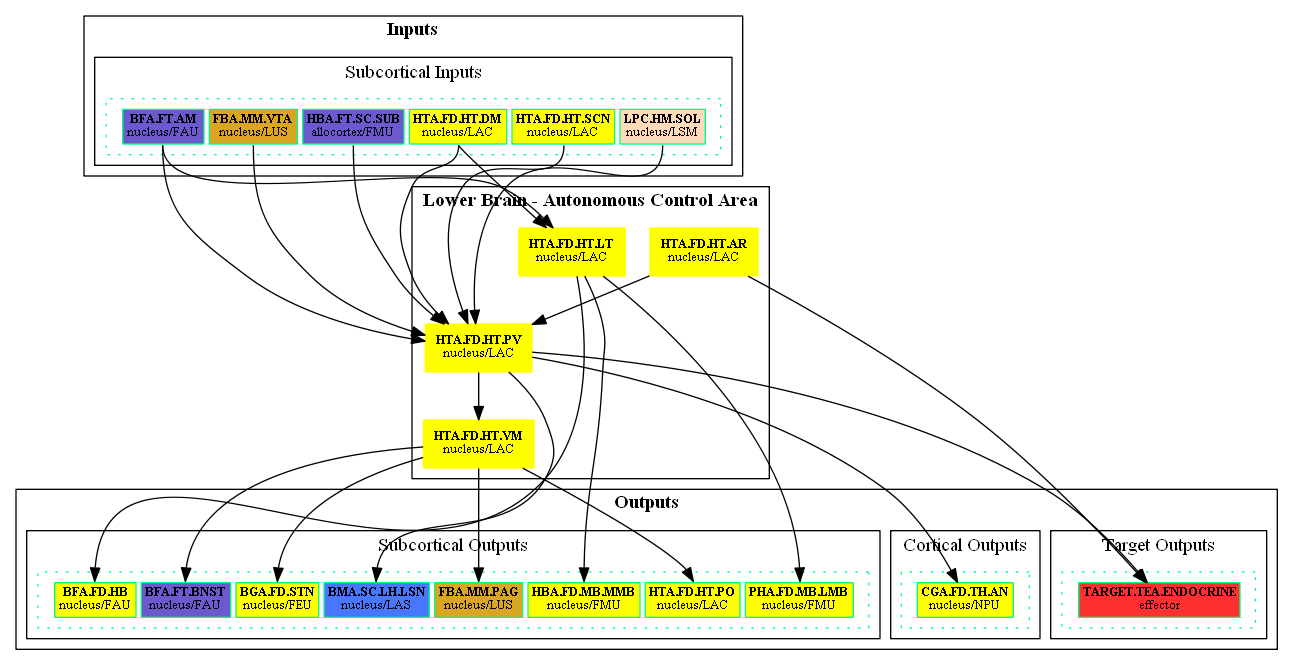 Inputs
Subcortical Inputs
BFA.FT.AM
nucleus/FAU
FBA.MM.VTA
nucleus/LUS
HBA.FT.SC.SUB
allocortex/FMU
HTA.FD.HT.DM
nucleus/LAC
HTA.FD.HT.SCN
nucleus/LAC
LPC.HM.SOL
nucleus/LSM
Lower Brain - Autonomous Control Area
HTA.FD.HT.LT
nucleus/LAC
HTA.FD.HT.AR
nucleus/LAC
HTA.FD.HT.PV
nucleus/LAC
HTA.FD.HT.VM
nucleus/LAC
Outputs
Subcortical Outputs
BFA.FD.HB
nucleus/FAU
BFA.FT.BNST
nucleus/FAU
BGA.FD.STN
nucleus/FEU
BMA.SC.LH.LSN
nucleus/LAS
FBA.MM.PAG
nucleus/LUS
HBA.FD.MB.MMB
nucleus/FMU
HTA.FD.HT.PO
nucleus/LAC
PHA.FD.MB.LMB
nucleus/FMU
Cortical Outputs
CGA.FD.TH.AN
nucleus/NPU
Target Outputs
TARGET.TEA.ENDOCRINE
effector